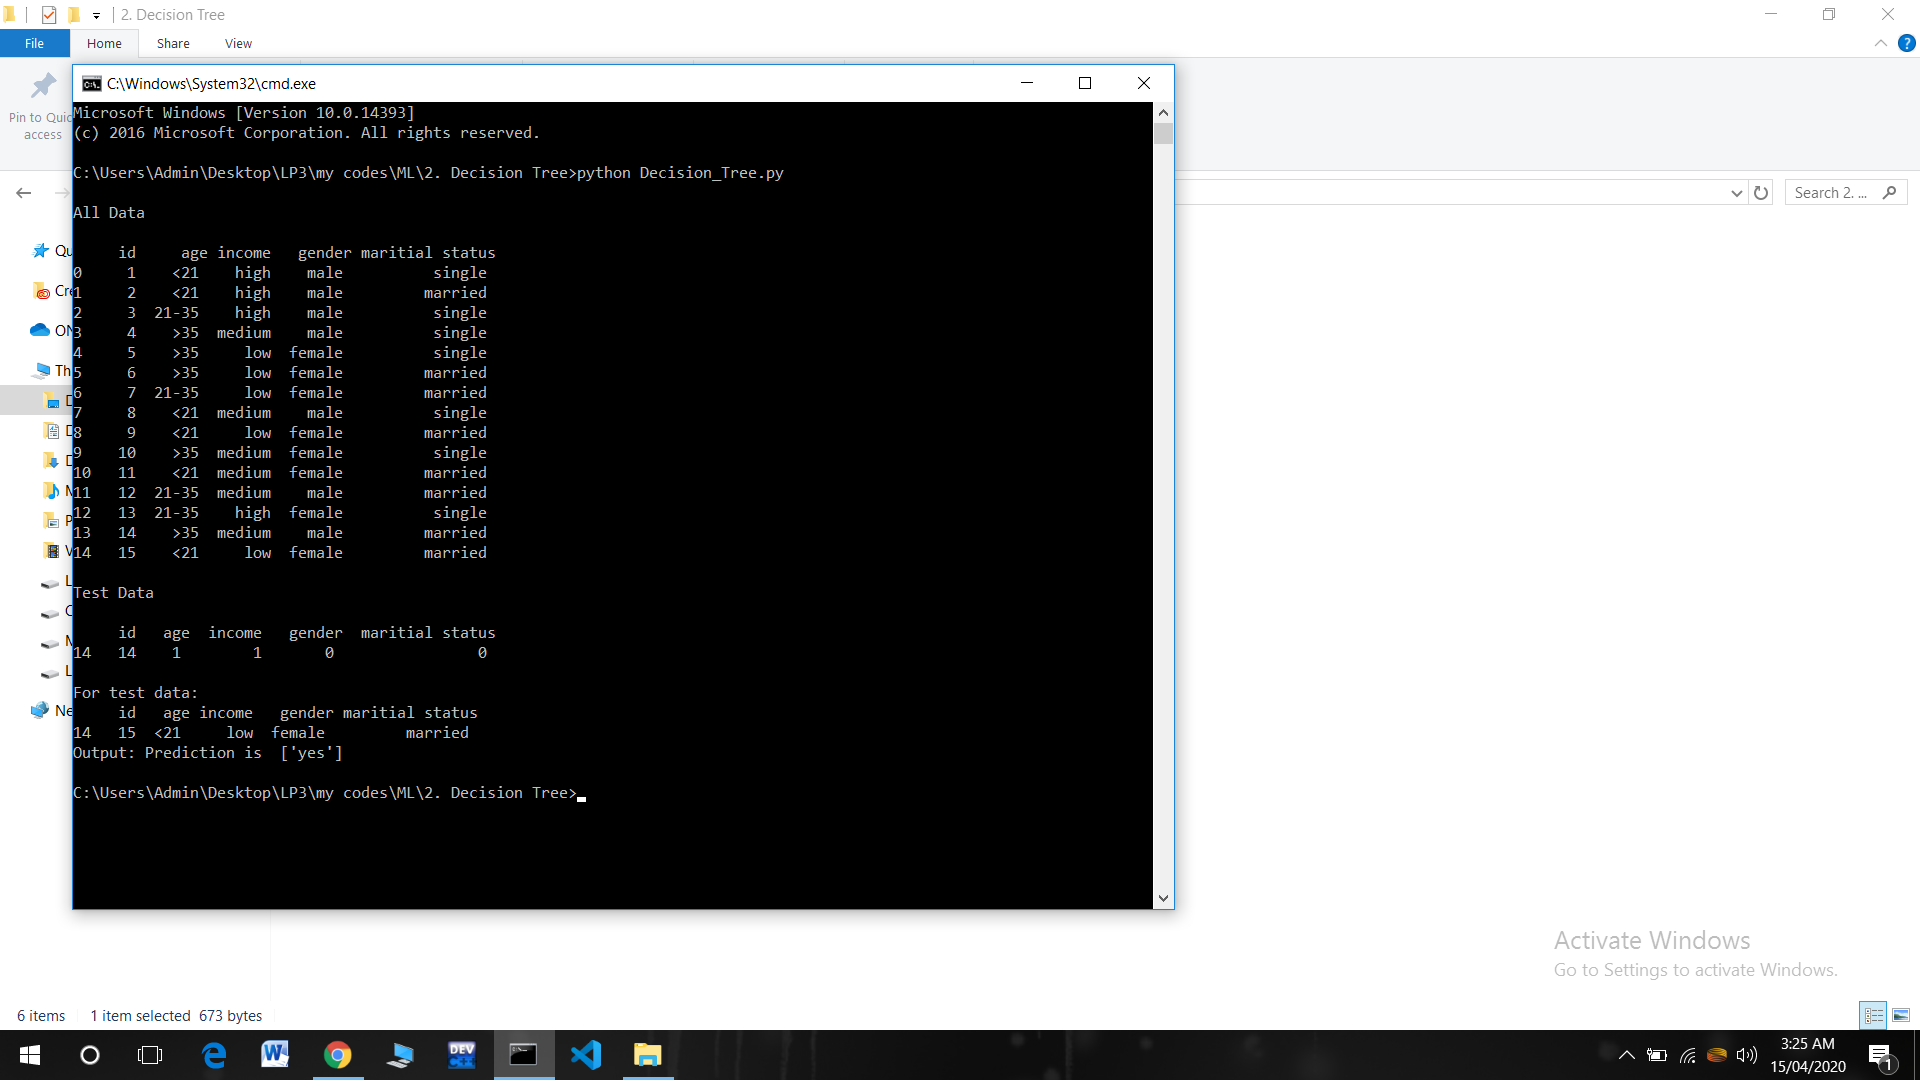 2. Decision Tree
File Home Share View
Pin to Quic
access
C:\Windows\System32\cmd.exe
Microsoft Windows [Version 10.0.14393]
(c) 2016 Microsoft Corporation. All rights reserved.
C:\Users\Admin\Desktop\LP3\my codes\ML\2. Decision Tree>python Decision_Tree.py
All Data
id age income gender maritial status
0 1 <21 high male single
1 2 <21 high male married
2 3 21-35 high male single
3 4 >35 medium male single
4 5 >35 low female single
5 6 >35 low female married
6 7 21-35 low female married
7 8 <21 medium male single
8 9 <21 low female married
9 10 >35 medium female single
10 11 <21 medium female married
11 12 21-35 medium male married
12 13 21-35 high female single
13 14 >35 medium male married
14 15 <21 low female married
Test Data
id age income gender maritial status
14 14 1 1 0 0
For test data:
id age income gender maritial status
14 15 <21 low female married
Output: Prediction is ['yes']
C:\Users\Admin\Desktop\LP3\my codes\ML\2. Decision Tree>
Search 2. ...
Qu
Cre
ON
Th
Ne
Activate Windows
Go to Settings to activate Windows.
6 items 1 item selected 673 bytes
DEV
C++
3:25 AM
15/04/2020
1